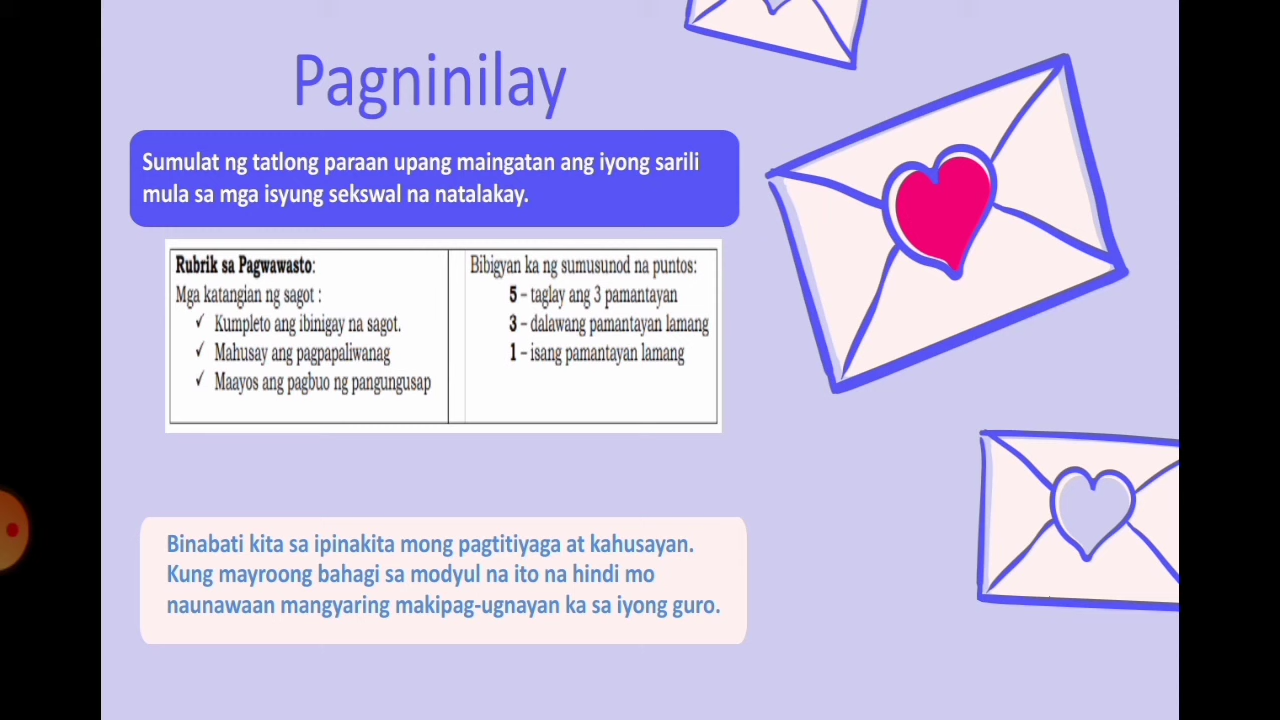 Pagninilay
Sumulat ng tatlong paraan upang maingatan ang iyong sarili
mula sa mga isyung sekswal na natalakay.
Rubrik sa Pagwawasto:
Mga katangian ng sagot :
✓ Kumpleto ang ibinigay na sagot.
✓ Mahusay ang pagpapaliwanag
✓ Maayos ang pagbuo ng pangungusap
Bibigyan ka ng sumusunod na puntos:
5 – taglay ang 3 pamantayan
3 – dalawang pamantayan lamang
1 – isang pamantayan lamang
Binabati kita sa ipinakita mong pagtitiyaga at kahusayan.
Kung mayroong bahagi sa modyul na ito na hindi mo
naunawaan mangyaring makipag-ugnayan ka sa iyong guro.